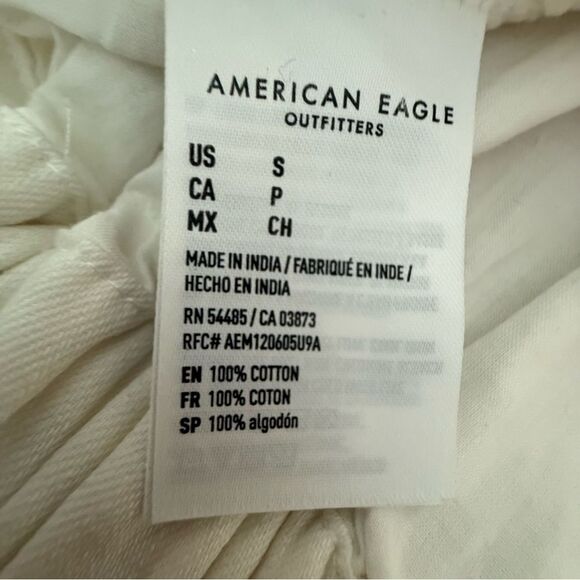 AMERICAN EAGLE
OUTFITTERS
US S
CA P
MX CH
MADE IN INDIA / FABRIQUÉ EN INDE /
HECHO EN INDIA
RN 54485 / CA 03873
RFC# AEM120605U9A
EN 100% COTTON
FR 100% COTON
SP 100% algodón